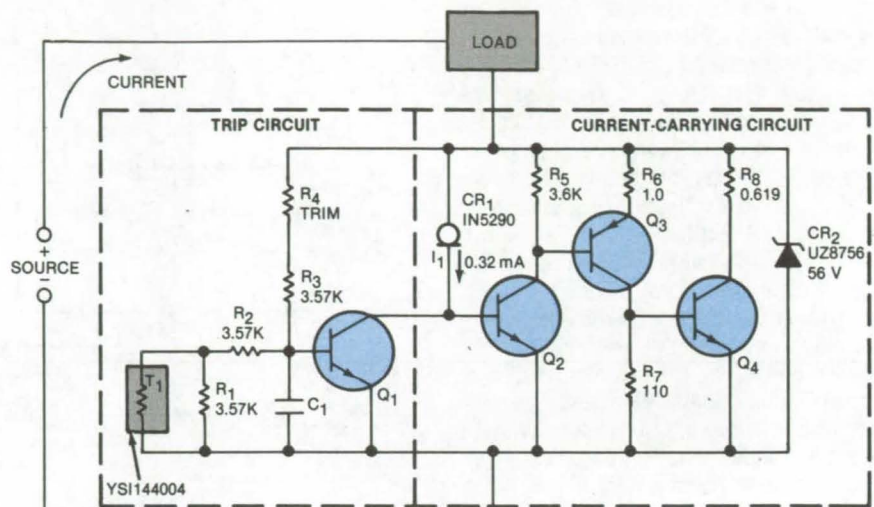 LOAD
CURRENT
TRIP CIRCUIT
CURRENT-CARRYING CIRCUIT
R4
TRIM
CR1
IN5290
R5
3.6K
R6
1.0
R8
0.619
Q3
CR2
UZ8756
56 V
+
SOURCE
-
I1
0.32 mA
R3
3.57K
R2
3.57K
Q2
Q4
T1
R1
3.57K
C1
Q1
R7
110
YSI144004